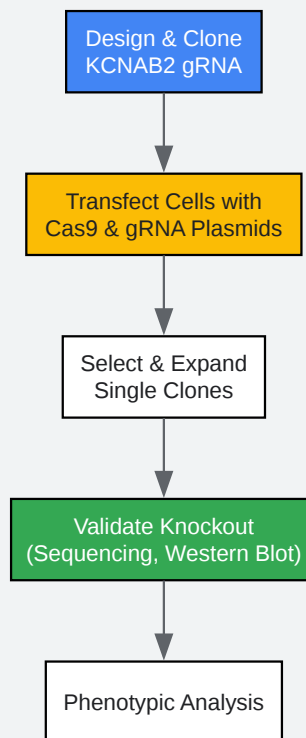 Design & Clone
KCNAB2 gRNA
Transfect Cells with
Cas9 & gRNA Plasmids
Select & Expand
Single Clones
Validate Knockout
(Sequencing, Western Blot)
Phenotypic Analysis